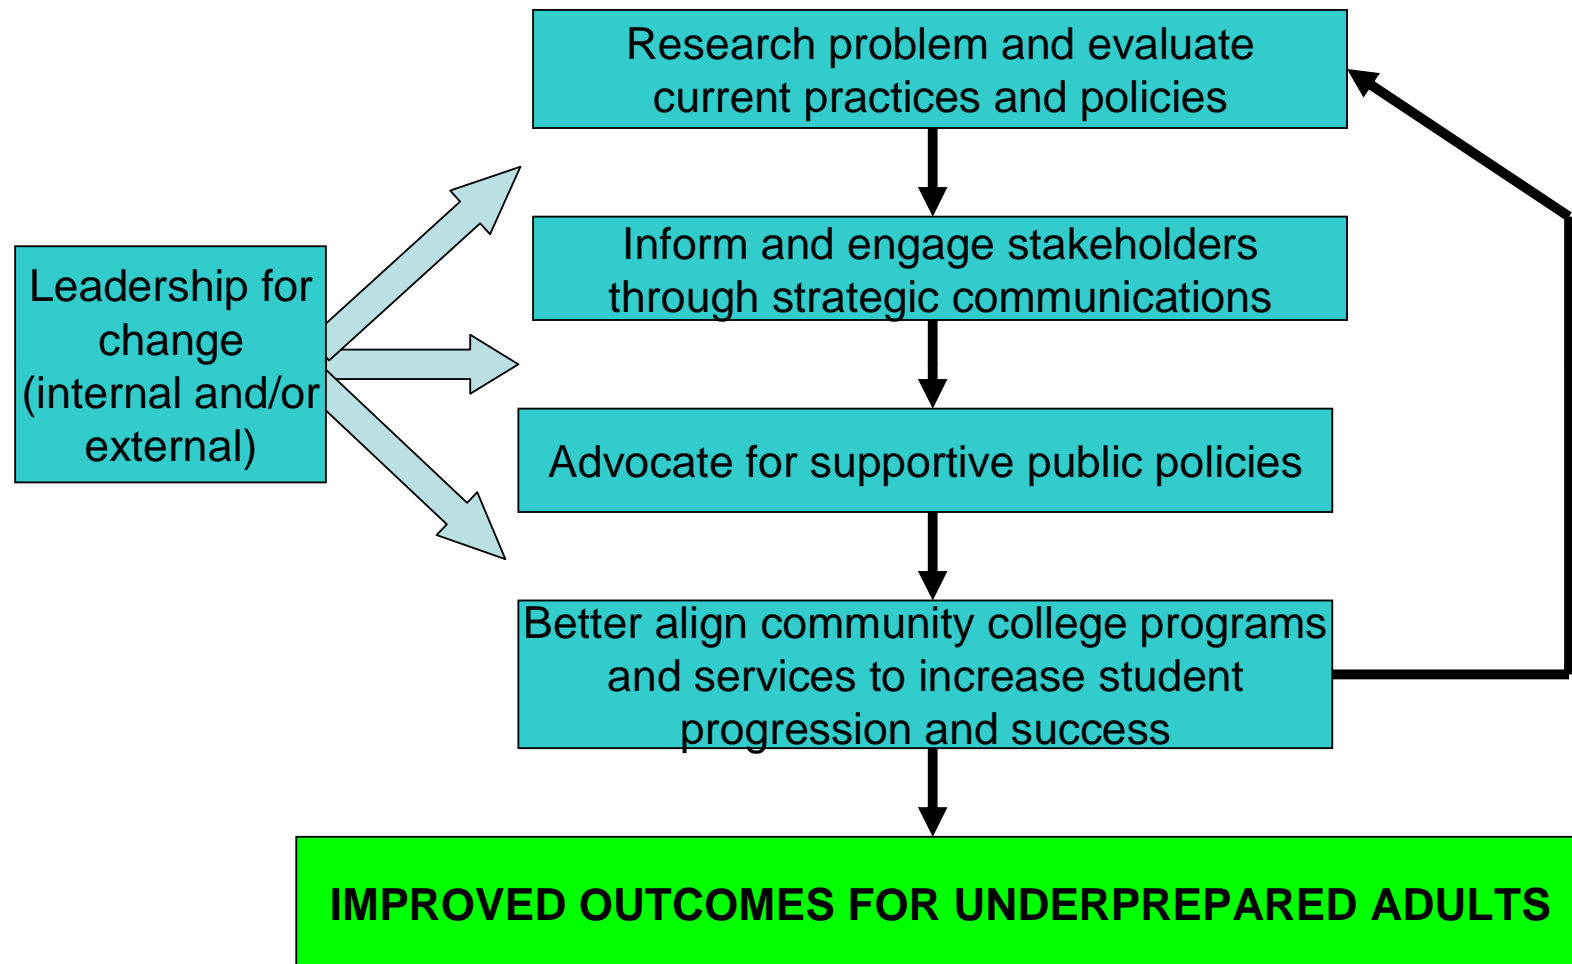 Research problem and evaluate
current practices and policies
Inform and engage stakeholders
through strategic communications
Leadership for
change
(internal and/or
external)
Advocate for supportive public policies
Better align community college programs
and services to increase student
progression and success
IMPROVED OUTCOMES FOR UNDERPREPARED ADULTS